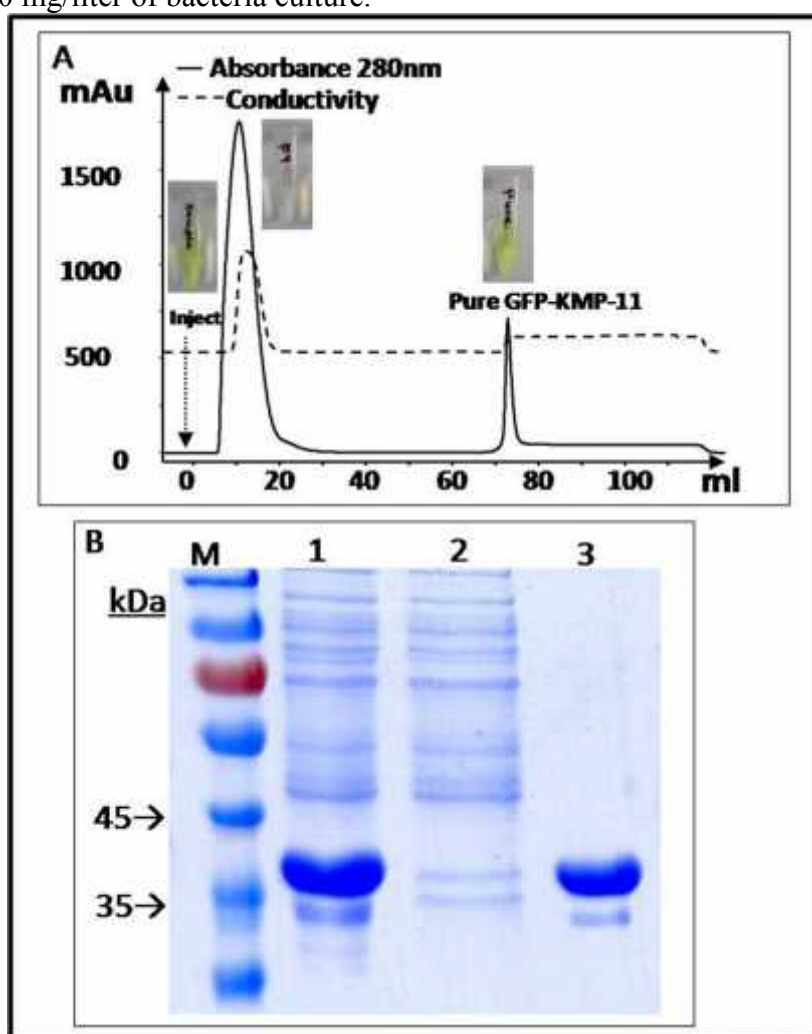 0 mg/liter of bacteria culture.
A
mAu
Absorbance 280nm
Conductivity
1500
1000
500
0
Inject
Pure GFP-KMP-11
0 20 40 60 80 100 ml
B
M 1 2 3
kDa
45→
35→